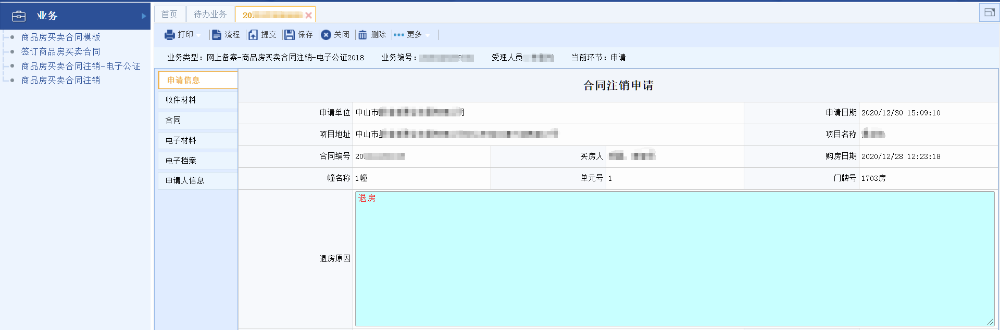 业务
商品房买卖合同模板
签订商品房买卖合同
商品房买卖合同注销-电子公证
商品房买卖合同注销
首页 待办业务 20
打印 流程 提交 保存 关闭 删除 更多
业务类型：网上备案-商品房买卖合同注销-电子公证2018 业务编号： 受理人员 当前环节：申请
申请信息
收件材料
合同
电子材料
电子档案
申请人信息
合同注销申请
申请单位 中山市 申请日期 2020/12/30 15:09:10
项目地址 中山市 项目名称
合同编号 20 买房人 购房日期 2020/12/28 12:23:18
幢名称 1幢 单元号 1 门牌号 1703房
退房原因 退房